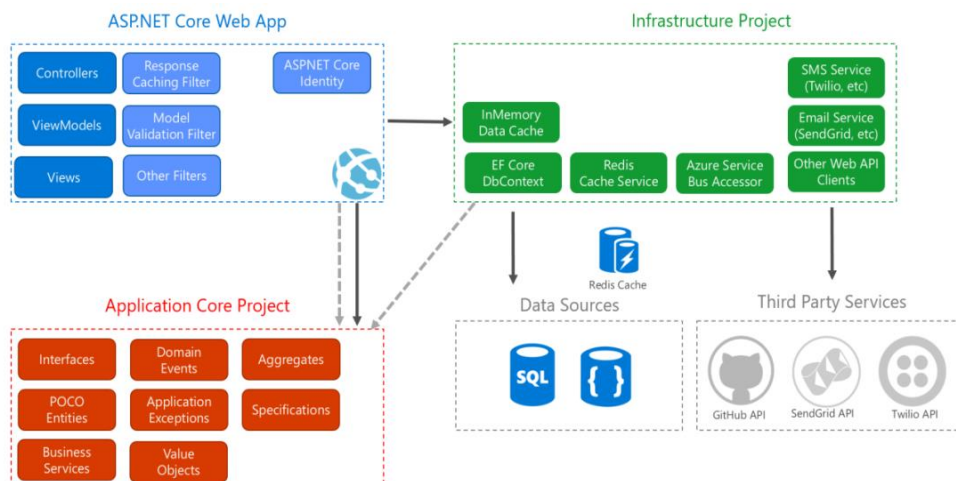 ASP.NET Core Web App
Controllers
Response
Caching Filter
ASP.NET Core
Identity
ViewModels
Model
Validation Filter
Views
Other Filters
Infrastructure Project
SMS Service
(Twilio, etc)
InMemory
Data Cache
Email Service
(SendGrid, etc)
EF Core
DbContext
Redis
Cache Service
Azure Service
Bus Accessor
Other Web API
Clients
Redis Cache
Application Core Project
Interfaces
Domain
Events
Aggregates
POCO
Entities
Application
Exceptions
Specifications
Business
Services
Value
Objects
Data Sources
SQL
{ }
Third Party Services
GitHub API
SendGrid API
Twilio API